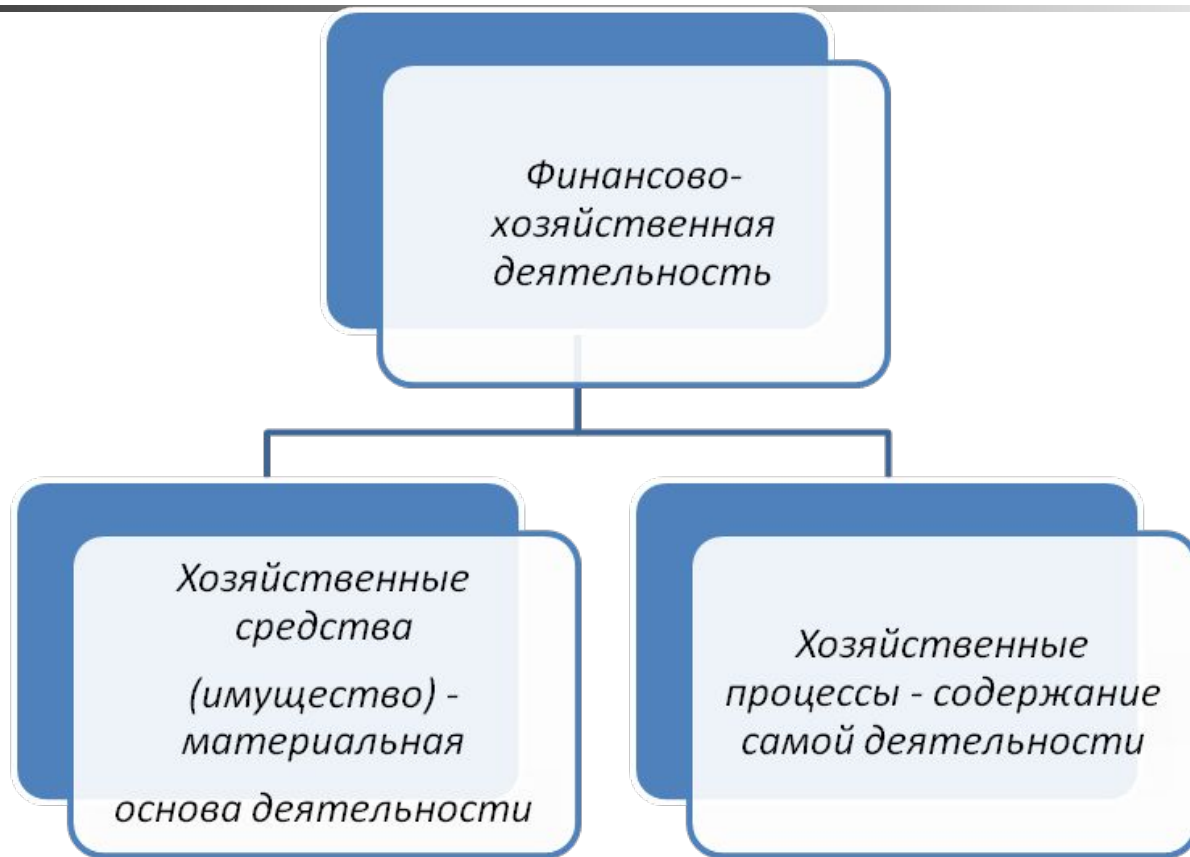 Финансово-
хозяйственная
деятельность
Хозяйственные
средства
(имущество) -
материальная
основа деятельности
Хозяйственные
процессы - содержание
самой деятельности